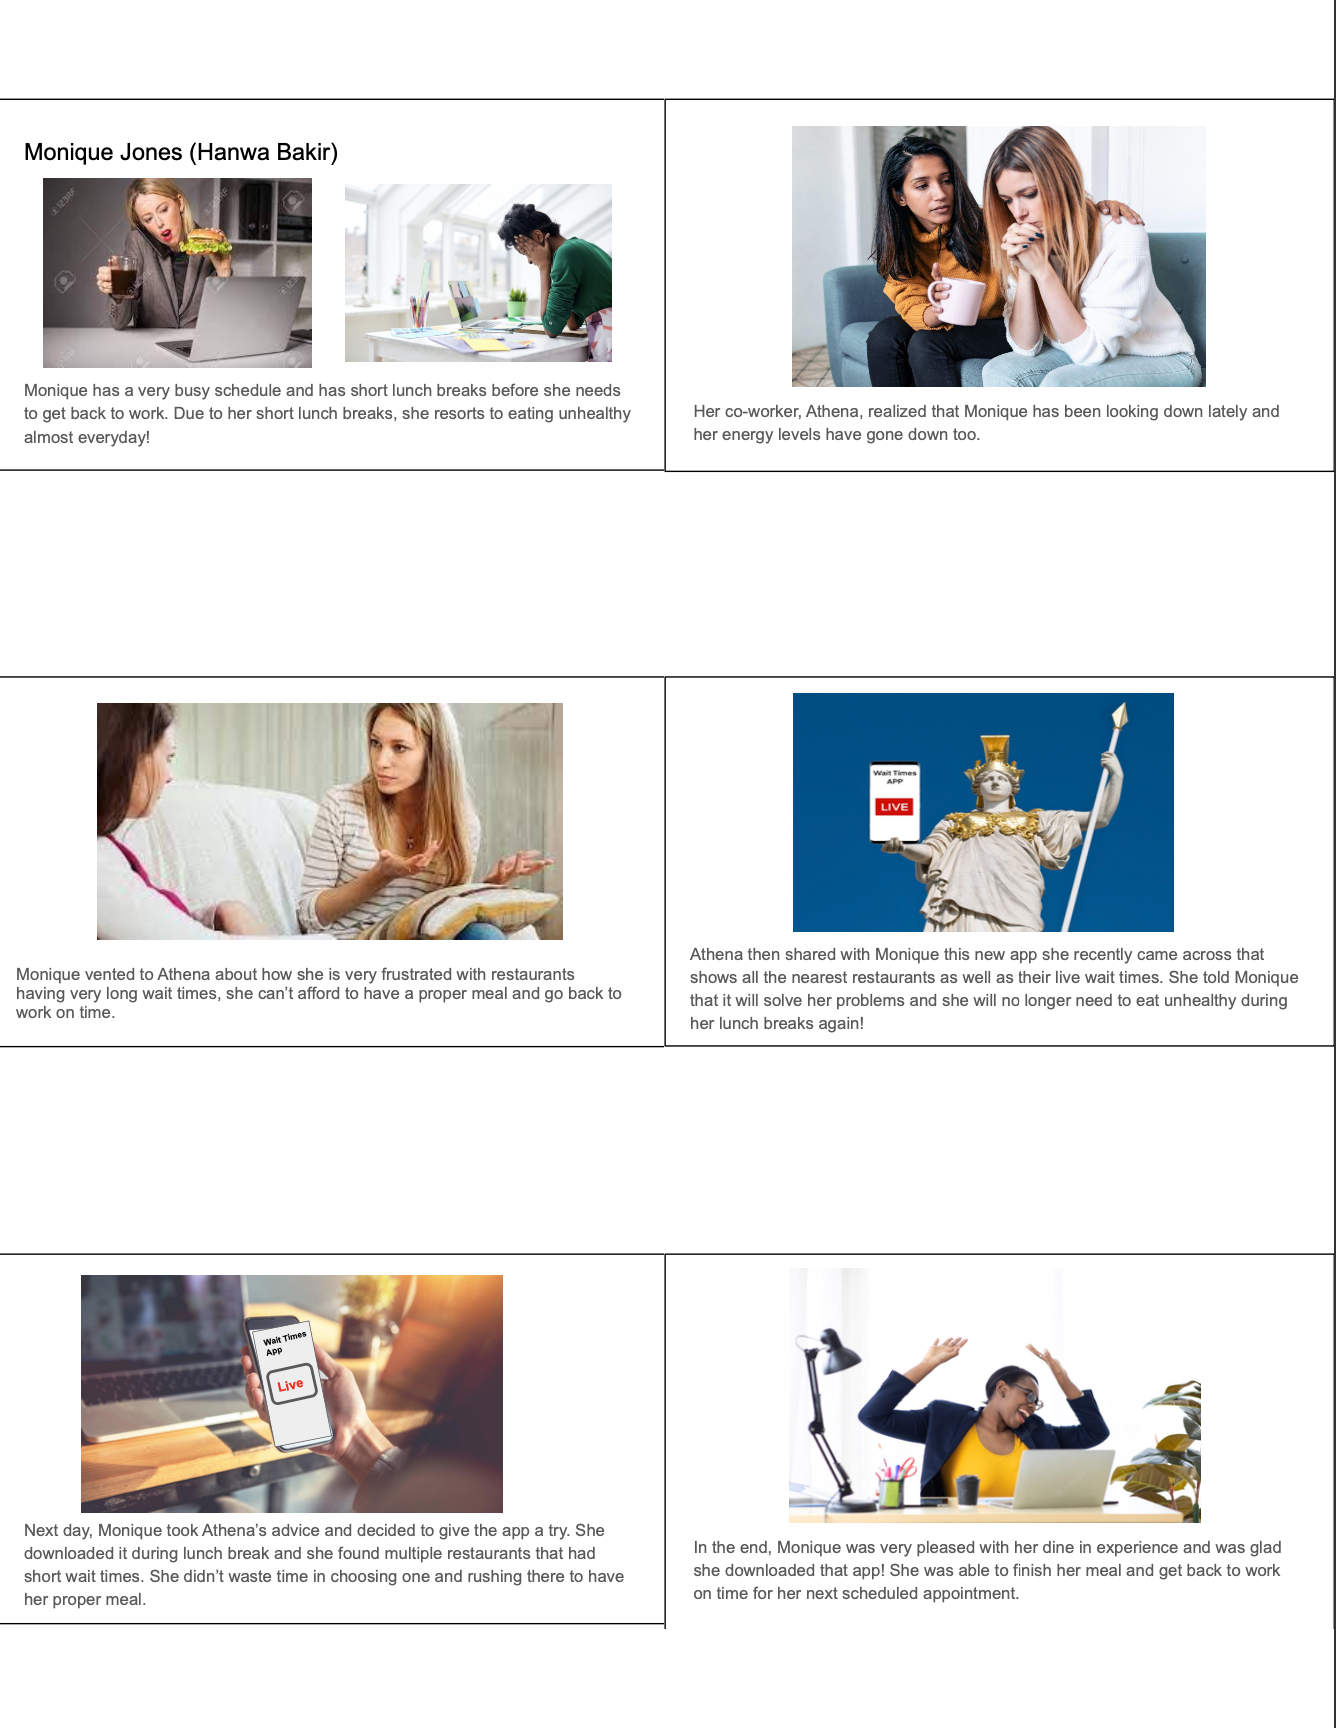 Monique Jones (Hanwa Bakir)
123RF
123RF
Monique has a very busy schedule and has short lunch breaks before she needs
to get back to work. Due to her short lunch breaks, she resorts to eating unhealthy
almost everyday!
Her co-worker, Athena, realized that Monique has been looking down lately and
her energy levels have gone down too.
Monique vented to Athena about how she is very frustrated with restaurants
having very long wait times, she can’t afford to have a proper meal and go back to
work on time.
Wait Times
APP
LIVE
Athena then shared with Monique this new app she recently came across that
shows all the nearest restaurants as well as their live wait times. She told Monique
that it will solve her problems and she will no longer need to eat unhealthy during
her lunch breaks again!
Wait Times
App
Live
Next day, Monique took Athena’s advice and decided to give the app a try. She
downloaded it during lunch break and she found multiple restaurants that had
short wait times. She didn’t waste time in choosing one and rushing there to have
her proper meal.
In the end, Monique was very pleased with her dine in experience and was glad
she downloaded that app! She was able to finish her meal and get back to work
on time for her next scheduled appointment.